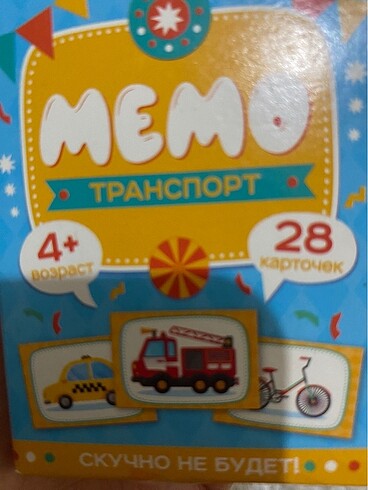 МЕМО
ТРАНСПОРТ
4+
возраст
28
карточек
СКУЧНО НЕ БУДЕТ!